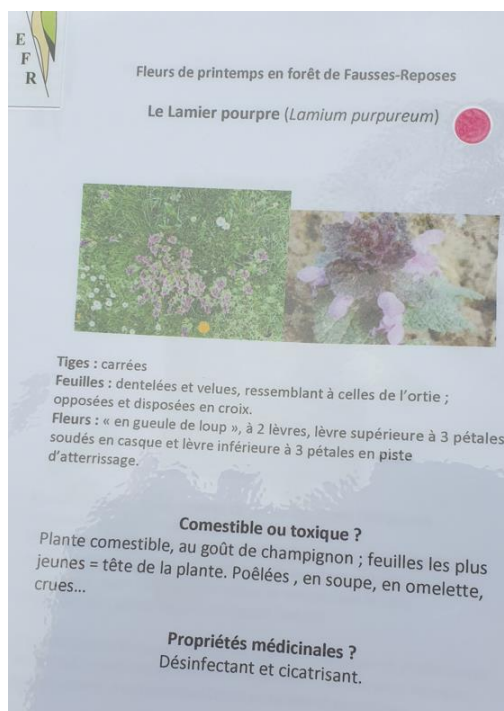 E
F
R
Fleurs de printemps en forêt de Fausses-Reposes
Le Lamier pourpre (Lamium purpureum)
Tiges : carrées
Feuilles : dentelées et velues, ressemblant à celles de l'ortie ;
opposées et disposées en croix.
Fleurs : « en gueule de loup », à 2 lèvres, lèvre supérieure à 3 pétales
soudés en casque et lèvre inférieure à 3 pétales en piste
d'atterrissage.
Comestible ou toxique ?
Plante comestible, au goût de champignon ; feuilles les plus
jeunes = tête de la plante. Poêlées , en soupe, en omelette,
crues...
Propriétés médicinales ?
Désinfectant et cicatrisant.